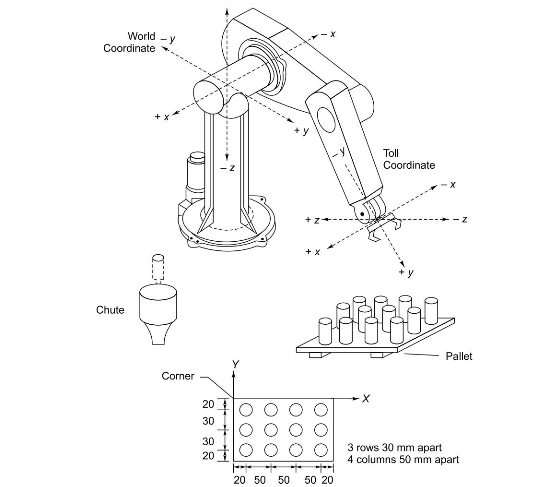 World
Coordinate
– y
– x
+ x
+ y
– z
Toll
Coordinate
– y
– x
+ z
– z
+ x
+ y
Chute
Pallet
Y
Corner
X
20
30
30
20
3 rows 30 mm apart
4 columns 50 mm apart
20 50 50 50 20